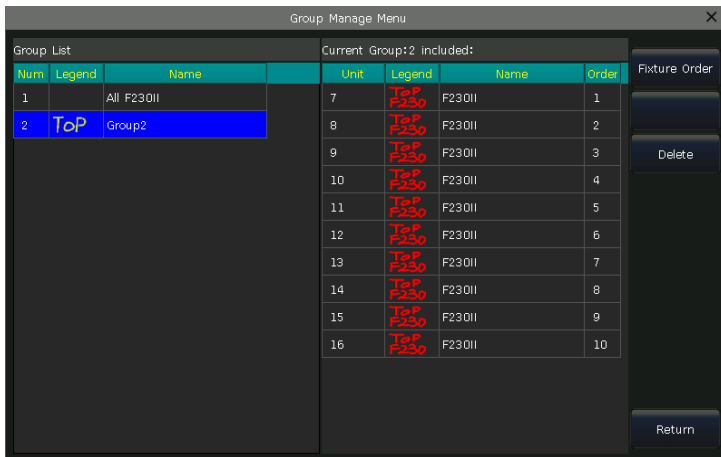 Group Manage Menu
Group List
Current Group:2 included:
Num Legend Name
Unit Legend Name Order
1 All F230II
2 ToP Group2
7 ToP F230 F230II 1
8 ToP F230 F230II 2
9 ToP F230 F230II 3
10 ToP F230 F230II 4
11 ToP F230 F230II 5
12 ToP F230 F230II 6
13 ToP F230 F230II 7
14 ToP F230 F230II 8
15 ToP F230 F230II 9
16 ToP F230 F230II 10
Fixture Order
Delete
Return